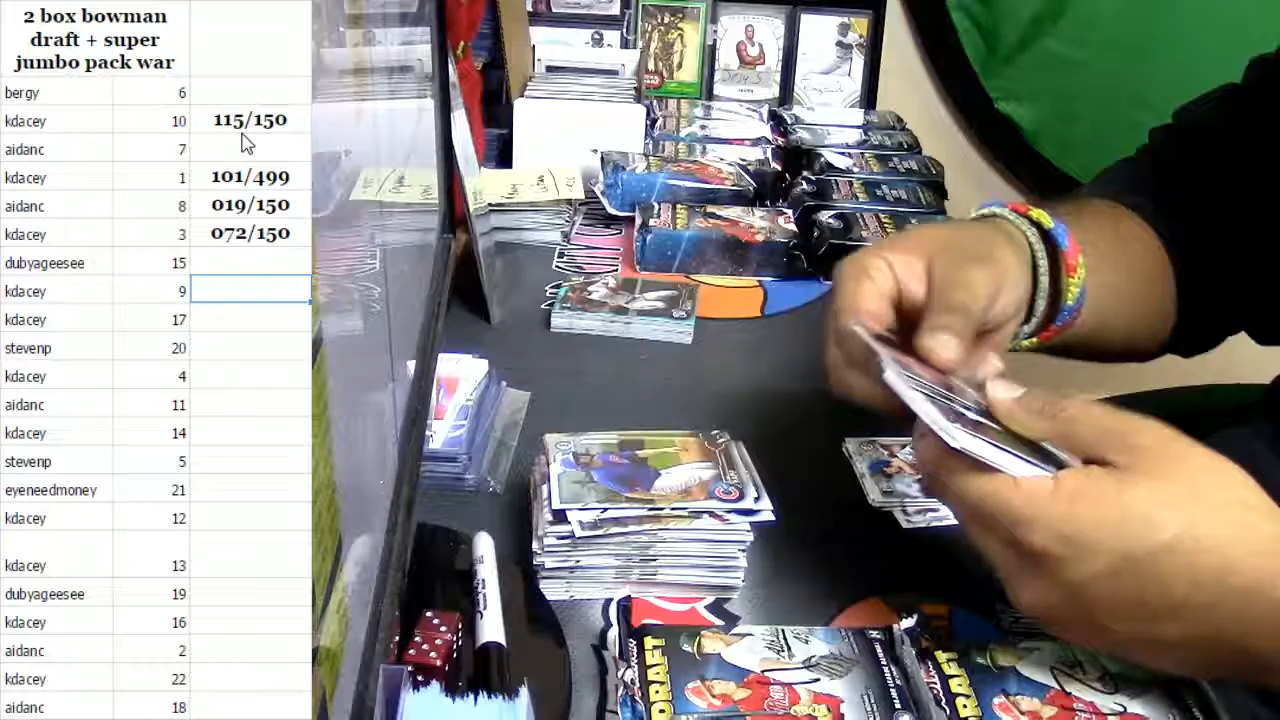 2 box bowman
draft + super
jumbo pack war
bergy 6
kdacey 10 115/150
aidanc 7
kdacey 1 101/499
aidanc 8 019/150
kdacey 3 072/150
dubyageesee 15
kdacey 9
kdacey 17
stevenp 20
kdacey 4
aidanc 11
kdacey 14
stevenp 5
eyeneedmoney 21
kdacey 12
kdacey 13
dubyageesee 19
kdacey 16
aidanc 2
kdacey 22
aidanc 18
DRAFT